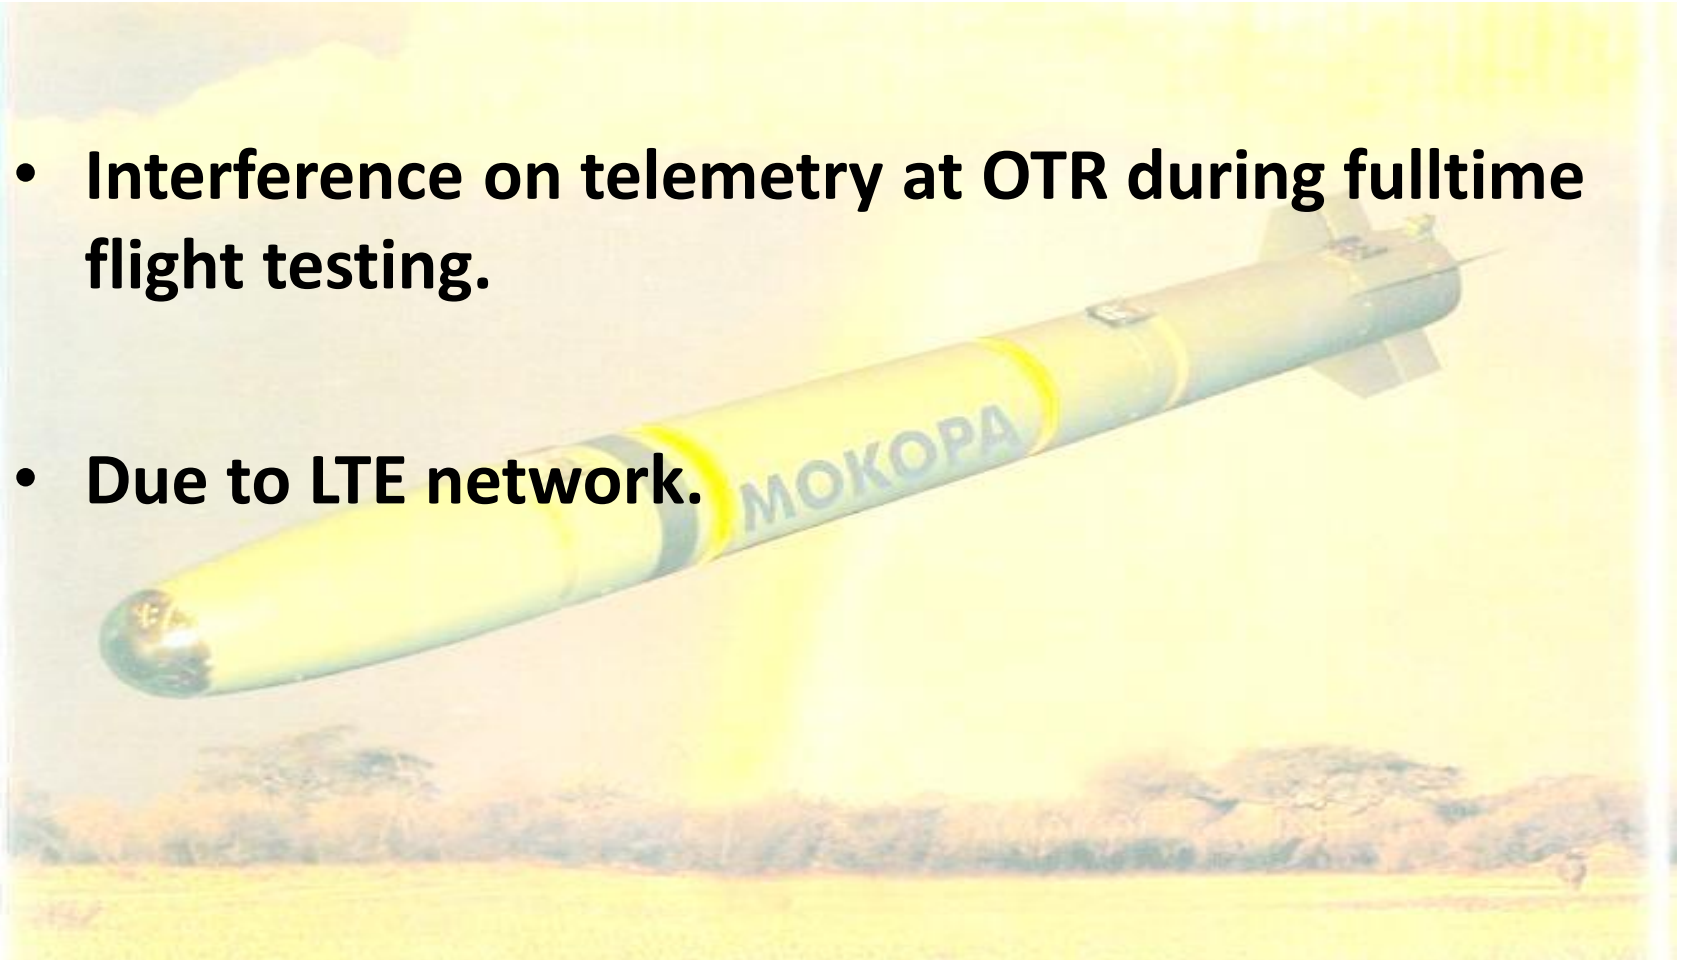 • Interference on telemetry at OTR during fulltime
flight testing.
• Due to LTE network.
MOKOPA